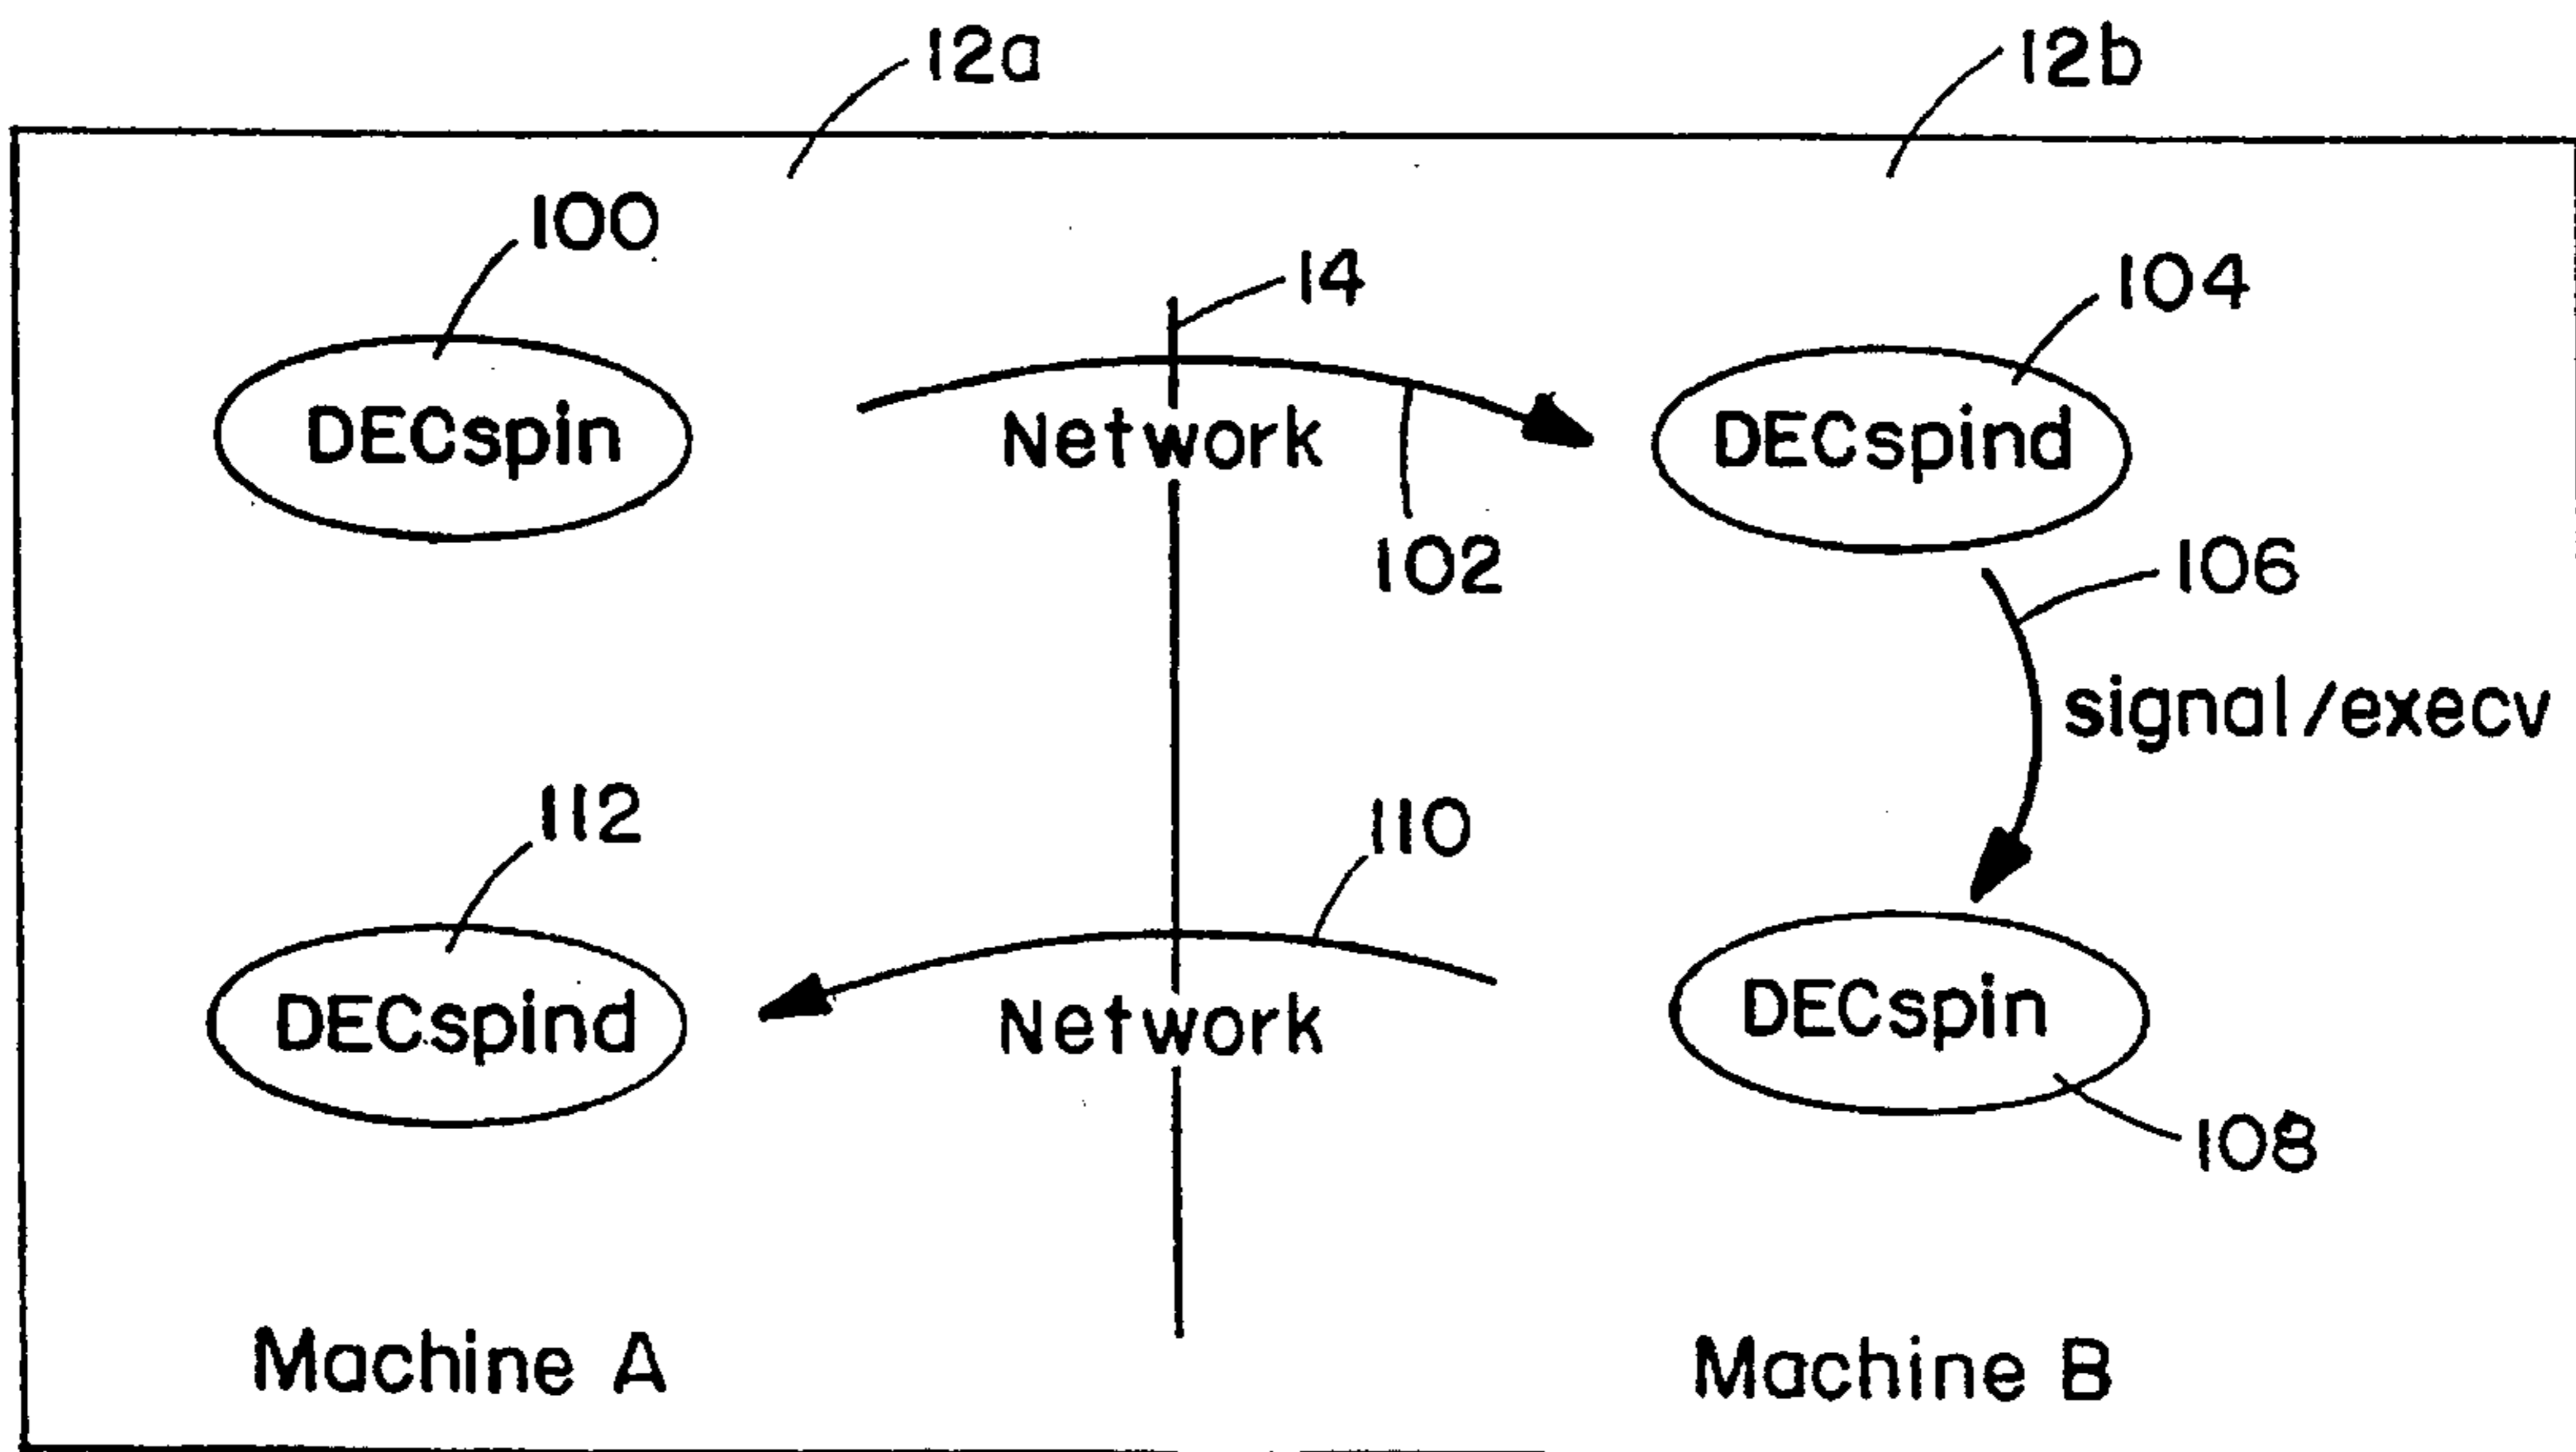 12a
12b
100
14
104
DECspin
Network
DECspind
102
106
signal/execv
112
110
DECspind
Network
DECspin
108
Machine A
Machine B